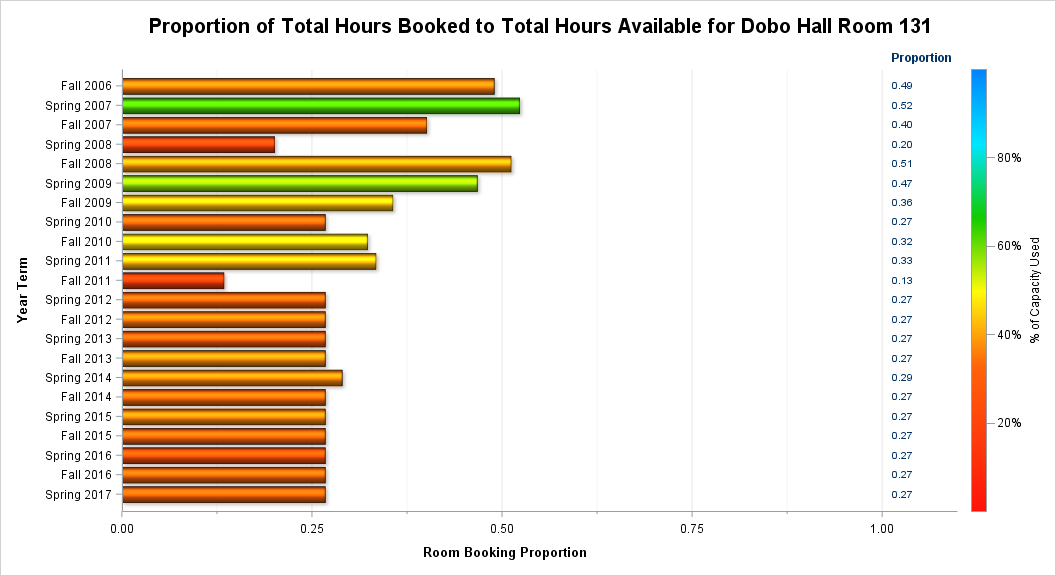 Proportion of Total Hours Booked to Total Hours Available for Dobo Hall Room 131
Proportion
Fall 2006 0.49
Spring 2007 0.52
Fall 2007 0.40
Spring 2008 0.20
Fall 2008 0.51
Spring 2009 0.47
Fall 2009 0.36
Spring 2010 0.27
Fall 2010 0.32
Spring 2011 0.33
Fall 2011 0.13
Spring 2012 0.27
Fall 2012 0.27
Spring 2013 0.27
Fall 2013 0.27
Spring 2014 0.29
Fall 2014 0.27
Spring 2015 0.27
Fall 2015 0.27
Spring 2016 0.27
Fall 2016 0.27
Spring 2017 0.27
Year Term
0.00 0.25 0.50 0.75 1.00
Room Booking Proportion
80%
60%
40%
20%
% of Capacity Used